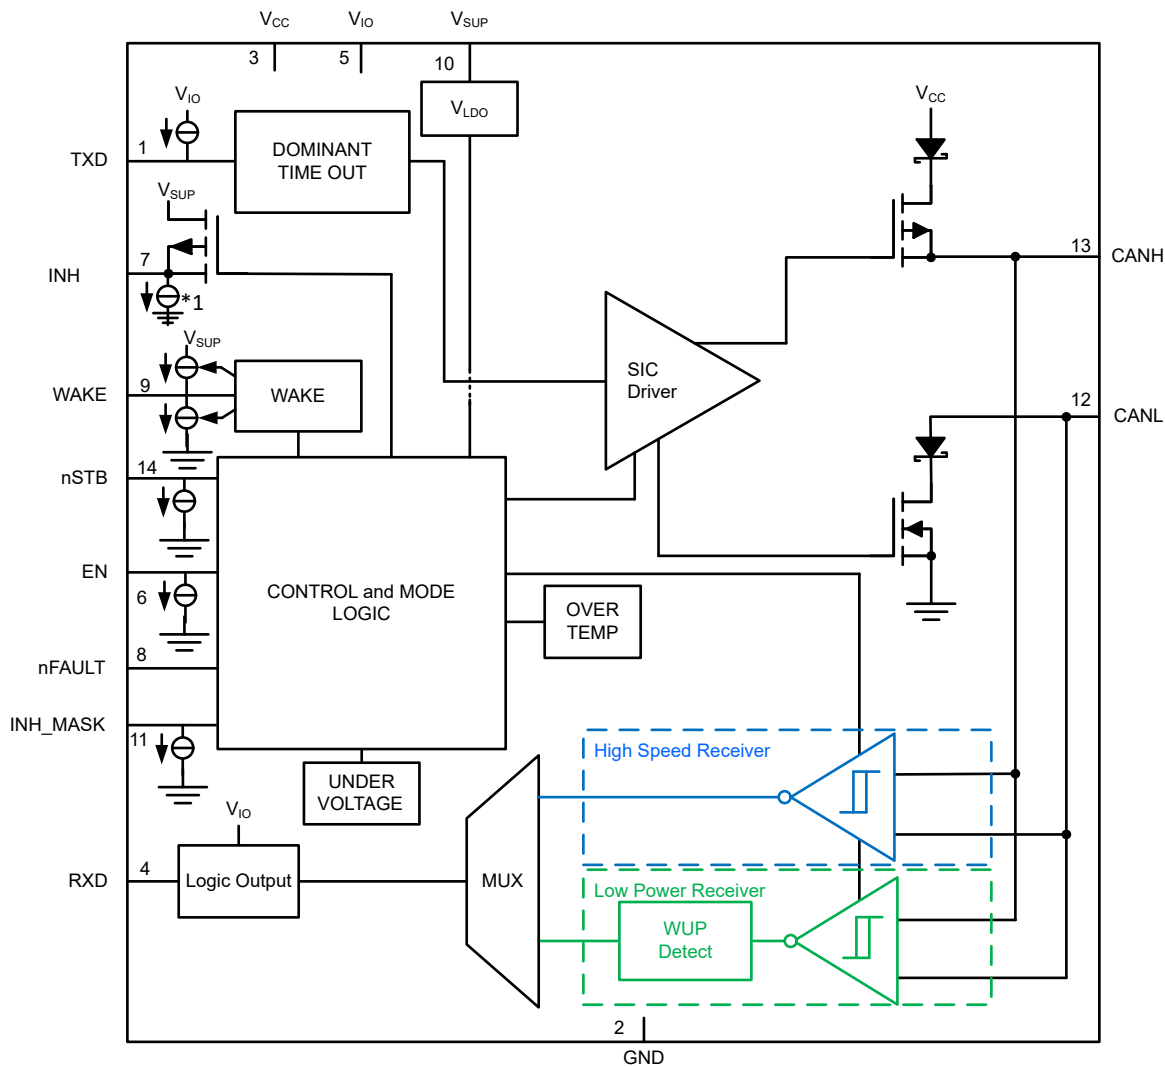 VCC
VIO
VSUP
3
5
10
VIO
VLDO
VCC
TXD
1
DOMINANT
TIME OUT
VSUP
INH
7
*1
13
CANH
VSUP
SIC
Driver
WAKE
9
WAKE
12
CANL
nSTB
14
EN
6
CONTROL and MODE
LOGIC
OVER
TEMP
nFAULT
8
INH_MASK
11
High Speed Receiver
UNDER
VOLTAGE
VIO
RXD
4
Logic Output
MUX
Low Power Receiver
WUP
Detect
2
GND